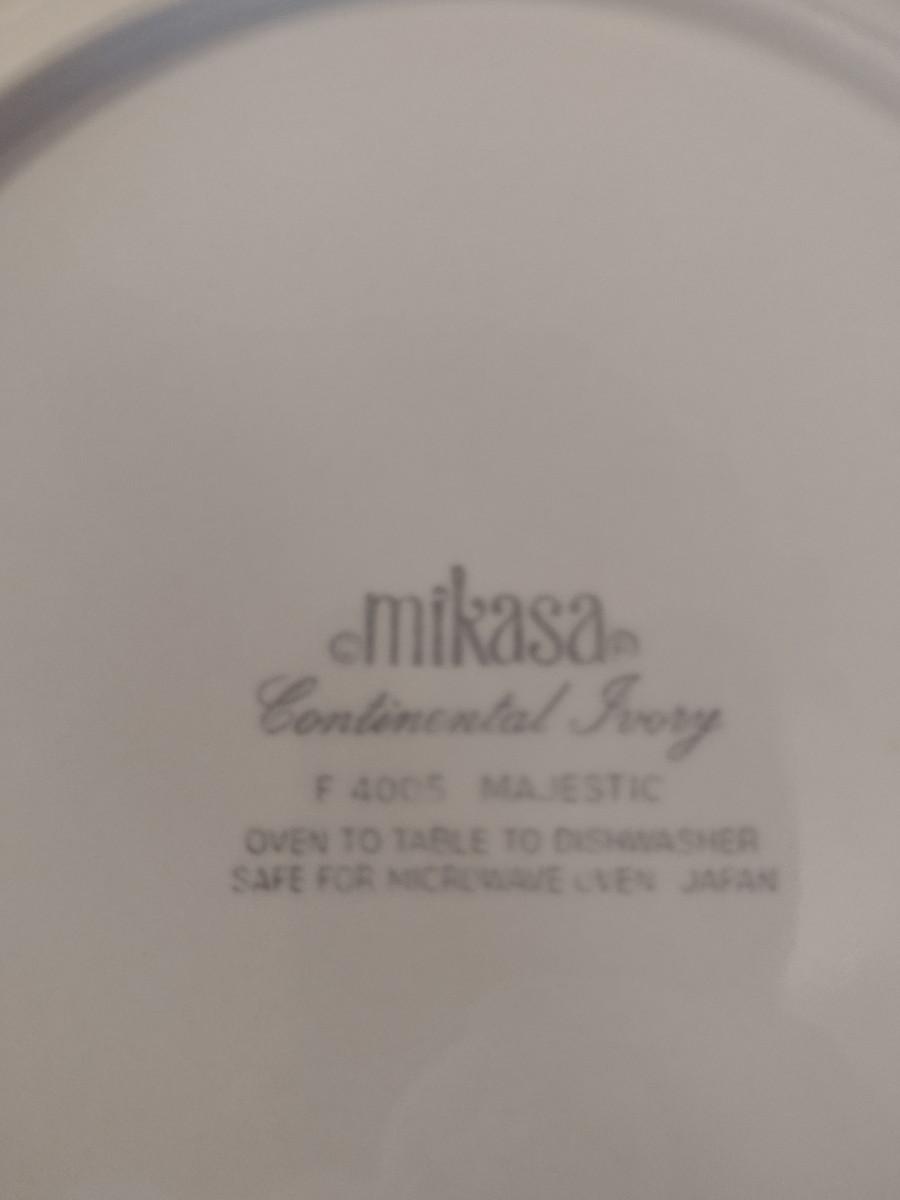 © mikasa ®
Continental Ivory
F 4005 MAJESTIC
OVEN TO TABLE TO DISHWASHER
SAFE FOR MICROWAVE OVEN JAPAN